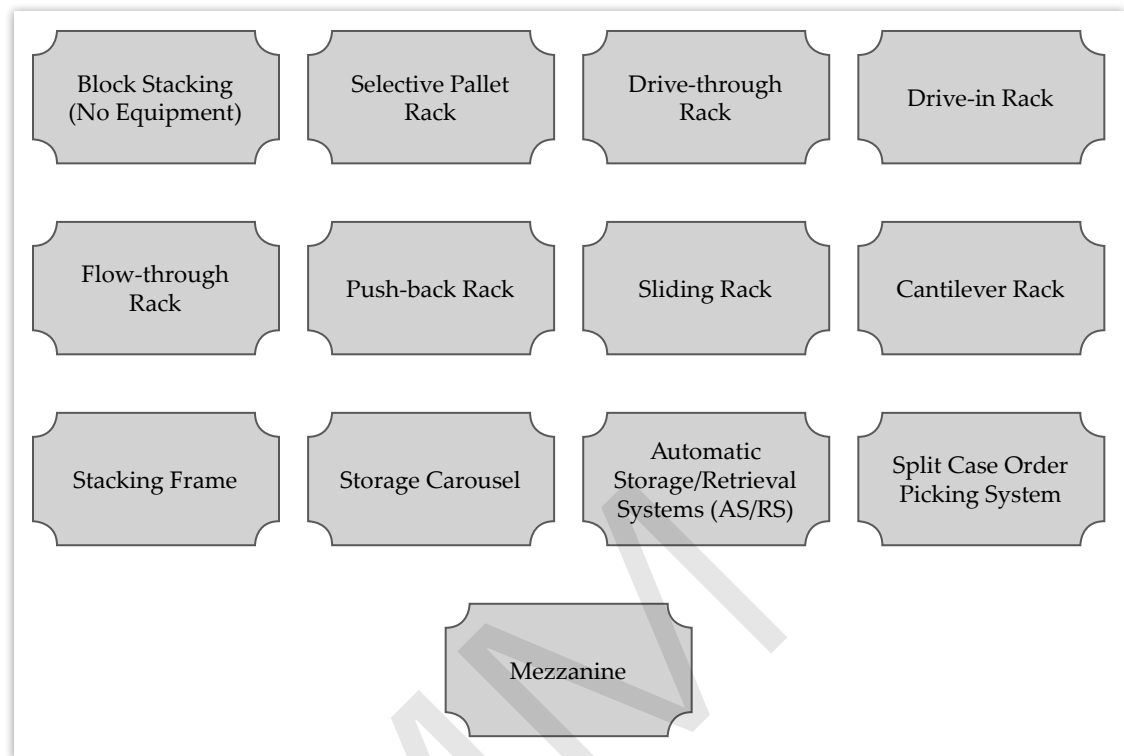 Block Stacking
(No Equipment)
Selective Pallet
Rack
Drive-through
Rack
Drive-in Rack
Flow-through
Rack
Push-back Rack
Sliding Rack
Cantilever Rack
Stacking Frame
Storage Carousel
Automatic
Storage/Retrieval
Systems (AS/RS)
Split Case Order
Picking System
Mezzanine